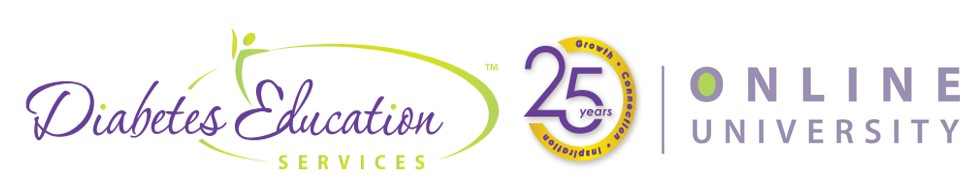 Diabetes Education
SERVICES
™
25
years
Growth • Connection • Inspiration
ONLINE
UNIVERSITY